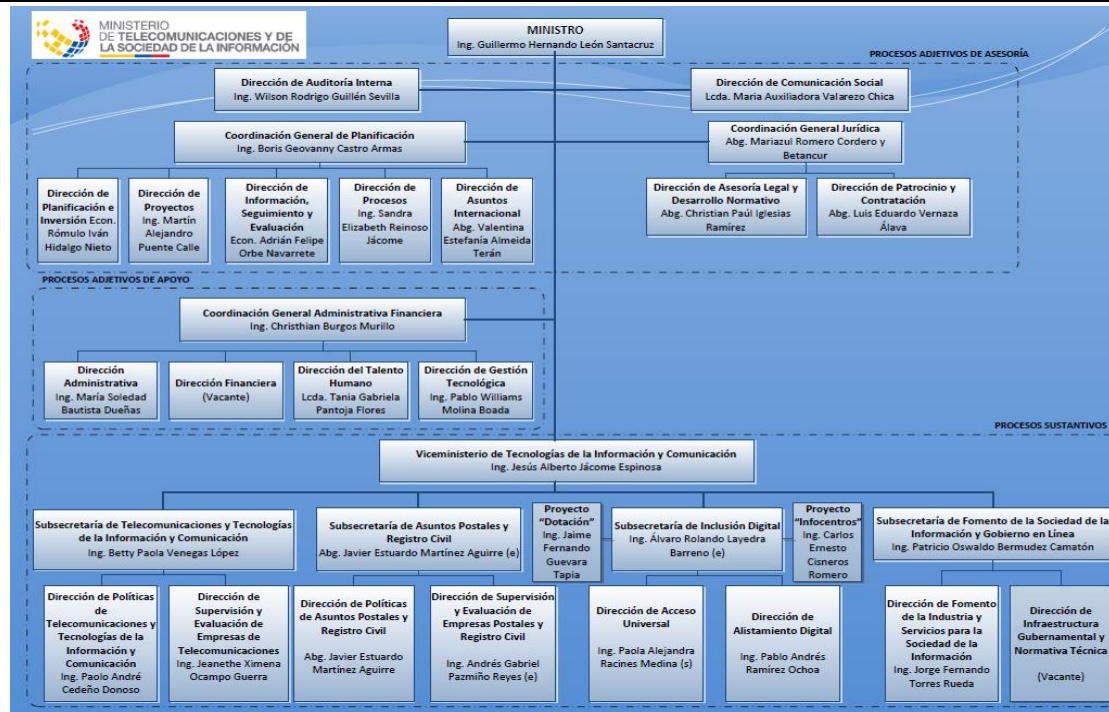 MINISTERIO
DE TELECOMUNICACIONES Y DE
LA SOCIEDAD DE LA INFORMACIÓN
MINISTRO
Ing. Guillermo Hernando León Santacruz
PROCESOS ADJETIVOS DE ASESORÍA
Dirección de Auditoría Interna
Ing. Wilson Rodrigo Guillén Sevilla
Dirección de Comunicación Social
Lcda. Maria Auxiliadora Valarezo Chica
Coordinación General de Planificación
Ing. Boris Geovanny Castro Armas
Coordinación General Jurídica
Abg. Mariazul Romero Cordero y
Betancur
Dirección de
Planificación e
Inversión Econ.
Rómulo Iván
Hidalgo Nieto
Dirección de
Proyectos
Ing. Martín
Alejandro
Puente Calle
Dirección de
Información,
Seguimiento y
Evaluación
Econ. Adrián Felipe
Orbe Navarrete
Dirección de
Procesos
Ing. Sandra
Elizabeth Reinoso
Jácome
Dirección de
Asuntos
Internacional
Abg. Valentina
Estefanía Almeida
Terán
Dirección de Asesoría Legal y
Desarrollo Normativo
Abg. Christian Paúl Iglesias
Ramírez
Dirección de Patrocinio y
Contratación
Abg. Luis Eduardo Vernaza
Álava
PROCESOS ADJETIVOS DE APOYO
Coordinación General Administrativa Financiera
Ing. Christhian Burgos Murillo
Dirección
Administrativa
Ing. María Soledad
Bautista Dueñas
Dirección Financiera
(Vacante)
Dirección del Talento
Humano
Lcda. Tania Gabriela
Pantoja Flores
Dirección de Gestión
Tecnológica
Ing. Pablo Williams
Molina Boada
PROCESOS SUSTANTIVOS
Viceministerio de Tecnologías de la Información y Comunicación
Ing. Jesús Alberto Jácome Espinosa
Subsecretaría de Telecomunicaciones y Tecnologías
de la Información y Comunicación
Ing. Betty Paola Venegas López
Subsecretaría de Asuntos Postales y
Registro Civil
Abg. Javier Estuardo Martínez Aguirre (e)
Proyecto
"Dotación"
Ing. Jaime
Fernando
Guevara
Tapia
Subsecretaría de Inclusión Digital
Ing. Álvaro Rolando Layedra
Barreno (e)
Proyecto
"Infocentros"
Ing. Carlos
Ernesto
Cisneros
Romero
Subsecretaría de Fomento de la Sociedad de la
Información y Gobierno en Línea
Ing. Patricio Oswaldo Bermudez Camatón
Dirección de Políticas
de
Telecomunicaciones y
Tecnologías de la
Información y
Comunicación
Ing. Paolo André
Cedeño Donoso
Dirección de
Supervisión y
Evaluación de
Empresas de
Telecomunicaciones
Ing. Jeanethe Ximena
Ocampo Guerra
Dirección de Políticas
de Asuntos Postales y
Registro Civil
Abg. Javier Estuardo
Martínez Aguirre
Dirección de Supervisión
y Evaluación de
Empresas Postales y
Registro Civil
Ing. Andrés Gabriel
Pazmiño Reyes (e)
Dirección de Acceso
Universal
Ing. Paola Alejandra
Racines Medina (s)
Dirección de
Alistamiento Digital
Ing. Pablo Andrés
Ramírez Ochoa
Dirección de Fomento
de la Industria y
Servicios para la
Sociedad de la
Información
Ing. Jorge Fernando
Torres Rueda
Dirección de
Infraestructura
Gubernamental y
Normativa Técnica
(Vacante)